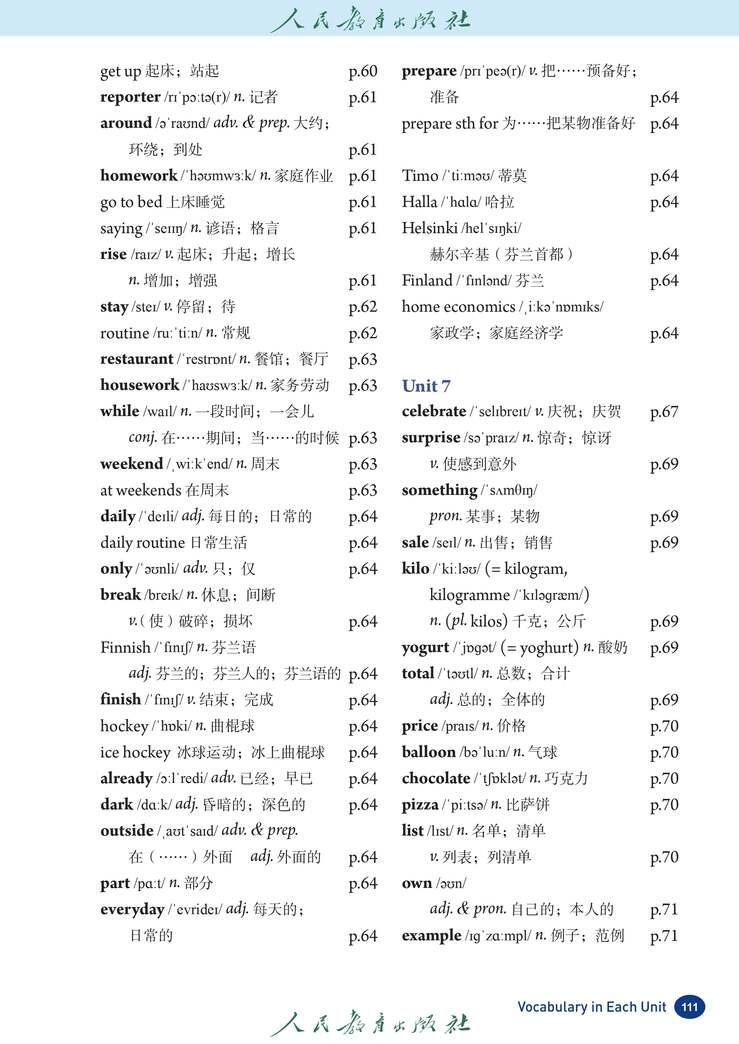 人民教育出版社
get up 起床；站起 p.60
reporter /rɪˈpɔːtə(r)/ n. 记者 p.61
around /əˈraʊnd/ adv. & prep. 大约；
环绕；到处 p.61
homework /ˈhəʊmwɜːk/ n. 家庭作业 p.61
go to bed 上床睡觉 p.61
saying /ˈseɪɪŋ/ n. 谚语；格言 p.61
rise /raɪz/ v. 起床；升起；增长
n. 增加；增强 p.61
stay /steɪ/ v. 停留；待 p.62
routine /ruːˈtiːn/ n. 常规 p.62
restaurant /ˈrestrɒnt/ n. 餐馆；餐厅 p.63
housework /ˈhaʊswɜːk/ n. 家务劳动 p.63
while /waɪl/ n. 一段时间；一会儿
conj. 在……期间；当……的时候 p.63
weekend /ˌwiːkˈend/ n. 周末 p.63
at weekends 在周末 p.63
daily /ˈdeɪli/ adj. 每日的；日常的 p.64
daily routine 日常生活 p.64
only /ˈəʊnli/ adv. 只；仅 p.64
break /breɪk/ n. 休息；间断
v.（使）破碎；损坏 p.64
Finnish /ˈfɪnɪʃ/ n. 芬兰语
adj. 芬兰的；芬兰人的；芬兰语的 p.64
finish /ˈfɪnɪʃ/ v. 结束；完成 p.64
hockey /ˈhɒki/ n. 曲棍球 p.64
ice hockey 冰球运动；冰上曲棍球 p.64
already /ɔːlˈredi/ adv. 已经；早已 p.64
dark /dɑːk/ adj. 昏暗的；深色的 p.64
outside /ˌaʊtˈsaɪd/ adv. & prep.
在（……）外面 adj. 外面的 p.64
part /pɑːt/ n. 部分 p.64
everyday /ˈevrideɪ/ adj. 每天的；
日常的 p.64
prepare /prɪˈpeə(r)/ v. 把……预备好；
准备 p.64
prepare sth for 为……把某物准备好 p.64
Timo /ˈtiːməʊ/ 蒂莫 p.64
Halla /ˈhɑlɑ/ 哈拉 p.64
Helsinki /helˈsɪŋki/
赫尔辛基（芬兰首都） p.64
Finland /ˈfɪnlənd/ 芬兰 p.64
home economics /ˌiːkəˈnɒmɪks/
家政学；家庭经济学 p.64
Unit 7
celebrate /ˈselɪbreɪt/ v. 庆祝；庆贺 p.67
surprise /səˈpraɪz/ n. 惊奇；惊讶
v. 使感到意外 p.69
something /ˈsʌmθɪŋ/
pron. 某事；某物 p.69
sale /seɪl/ n. 出售；销售 p.69
kilo /ˈkiːləʊ/ (= kilogram,
kilogramme /ˈkɪləɡræm/)
n. (pl. kilos) 千克；公斤 p.69
yogurt /ˈjɒɡət/ (= yoghurt) n. 酸奶 p.69
total /ˈtəʊtl/ n. 总数；合计
adj. 总的；全体的 p.69
price /praɪs/ n. 价格 p.70
balloon /bəˈluːn/ n. 气球 p.70
chocolate /ˈtʃɒklət/ n. 巧克力 p.70
pizza /ˈpiːtsə/ n. 比萨饼 p.70
list /lɪst/ n. 名单；清单
v. 列表；列清单 p.70
own /əʊn/
adj. & pron. 自己的；本人的 p.71
example /ɪɡˈzɑːmpl/ n. 例子；范例 p.71
Vocabulary in Each Unit 111
人民教育出版社